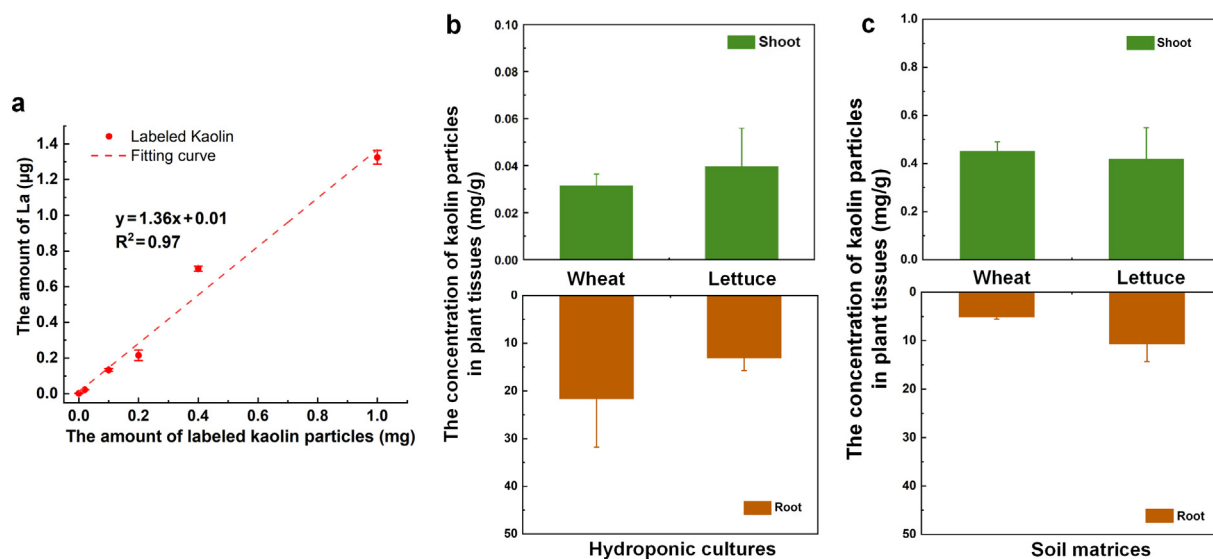 a
Labeled Kaolin
Fitting curve
y=1.36x+0.01
R²=0.97
The amount of La (μg)
1.4
1.2
1.0
0.8
0.6
0.4
0.2
0.0
0.0 0.2 0.4 0.6 0.8 1.0
The amount of labeled kaolin particles (mg)
b
The concentration of kaolin particles
in plant tissues (mg/g)
0.10
0.08
0.06
0.04
0.02
0.00
Shoot
Wheat Lettuce
0
10
20
30
40
50
Root
Hydroponic cultures
c
The concentration of kaolin particles
in plant tissues (mg/g)
1.0
0.8
0.6
0.4
0.2
0.0
Shoot
Wheat Lettuce
0
10
20
30
40
50
Root
Soil matrices